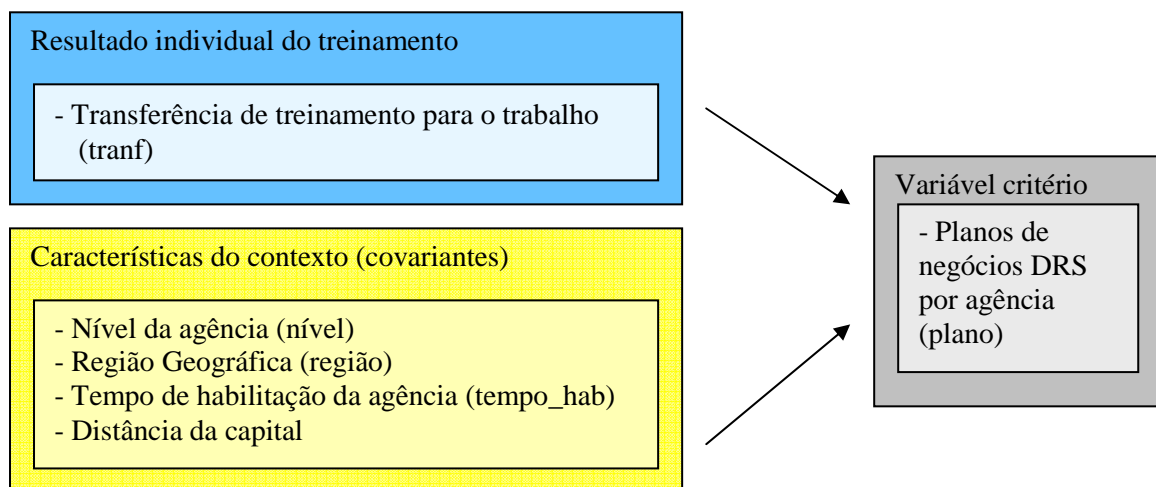 Resultado individual do treinamento
- Transferência de treinamento para o trabalho
(tranf)
Características do contexto (covariantes)
- Nível da agência (nível)
- Região Geográfica (região)
- Tempo de habilitação da agência (tempo_hab)
- Distância da capital
Variável critério
- Planos de
negócios DRS
por agência
(plano)